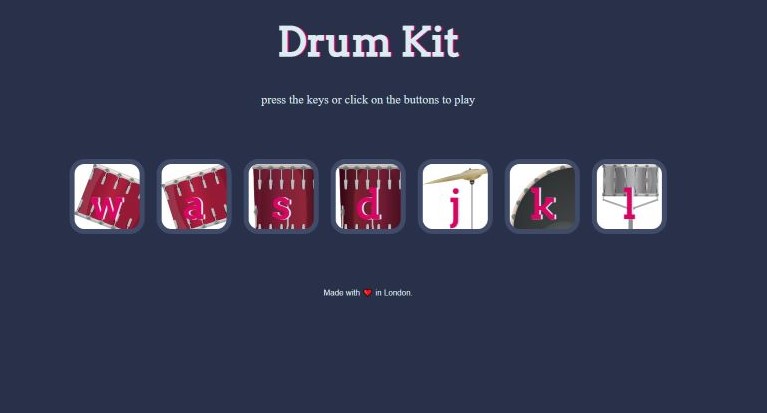 Drum Kit
press the keys or click on the buttons to play
w a s d j k l
Made with ❤️ in London.